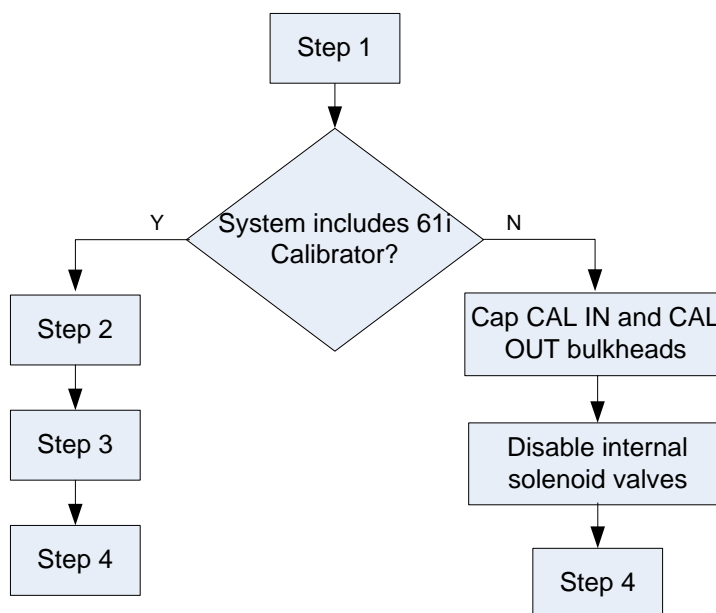 Step 1
System includes 61i
Calibrator?
Y
N
Step 2
Step 3
Step 4
Cap CAL IN and CAL
OUT bulkheads
Disable internal
solenoid valves
Step 4